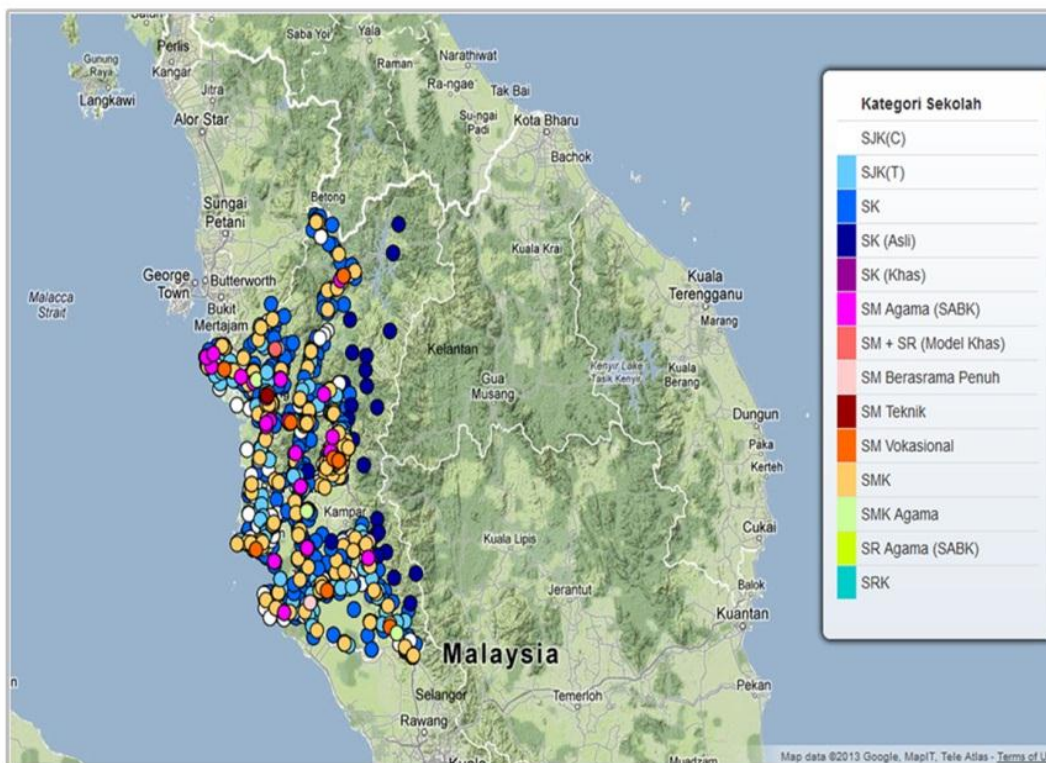 Satun
Saba Yoi
Yala
Perlis
Kangar
Raman
Narathiwat
Gunung
Raya
Langkawi
Jitra
Ra-ngae
Tak Bai
Alor Star
Su-ngai
Padi
Kota Bharu
Bachok
Betong
Sungai
Petani
Kuala Krai
George
Town
Butterworth
Bukit
Mertajam
Malacca
Strait
Kuala
Terengganu
Marang
Kelantan
Gua
Musang
Kenyir Lake
Tasik Kenyir
Kuala
Berang
Dungun
Paka
Kerteh
Kampar
Cukai
Kuala Lipis
Jerantut
Balok
Kuantan
Malaysia
Selangor
Temerloh
Pekan
Rawang
Kuala
Muadzam
Kategori Sekolah
SJK(C)
SJK(T)
SK
SK (Asli)
SK (Khas)
SM Agama (SABK)
SM + SR (Model Khas)
SM Berasrama Penuh
SM Teknik
SM Vokasional
SMK
SMK Agama
SR Agama (SABK)
SRK
Map data ©2013 Google, MapIT, Tele Atlas - Terms of U